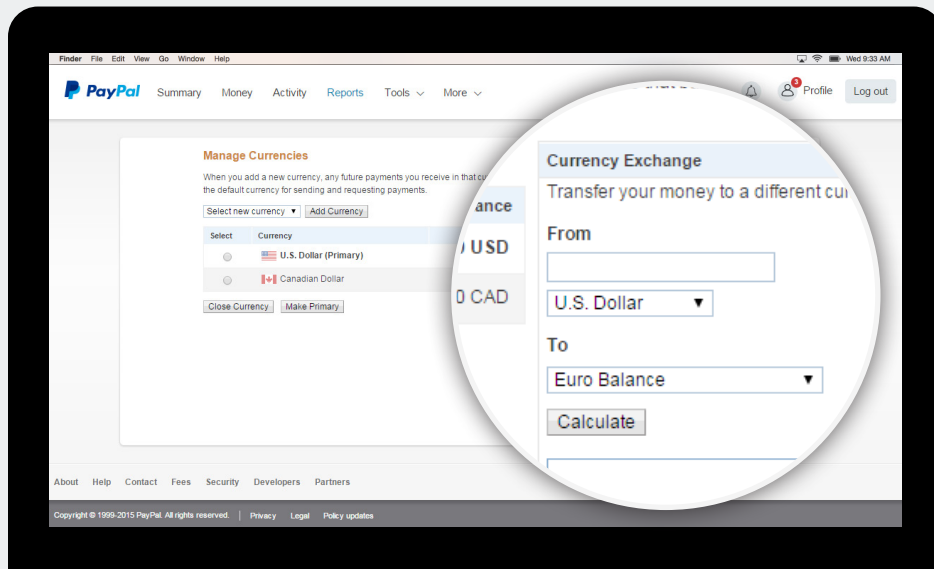 Finder File Edit View Go Window Help Wed 9:33 AM
PayPal Summary Money Activity Reports Tools More 3 Profile Log out
Manage Currencies
When you add a new currency, any future payments you receive in that
the default currency for sending and requesting payments.
Select new currency Add Currency
Select Currency
U.S. Dollar (Primary)
Canadian Dollar
Close Currency Make Primary
ance
USD
0 CAD
Currency Exchange
Transfer your money to a different
From
U.S. Dollar
To
Euro Balance
Calculate
About Help Contact Fees Security Developers Partners
Copyright © 1999-2015 PayPal. All rights reserved. | Privacy Legal Policy updates